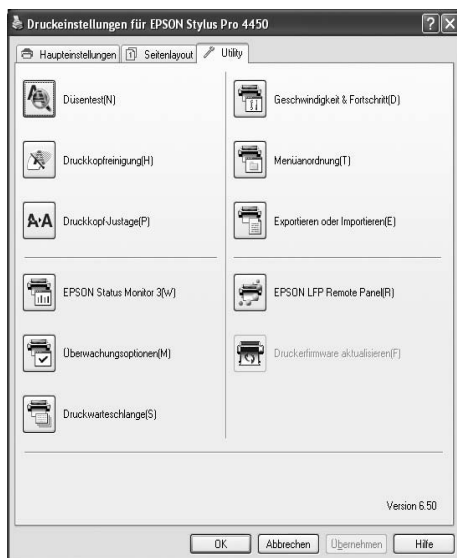 Druckeinstellungen für EPSON Stylus Pro 4450
Haupteinstellungen
Seitenlayout
Utility
Düsentest(N)
Geschwindigkeit & Fortschritt(D)
Druckkopfreinigung(H)
Menüanordnung(T)
Druckkopf-Justage(P)
Exportieren oder Importieren(E)
EPSON Status Monitor 3(W)
EPSON LFP Remote Panel(R)
Überwachungsoptionen(M)
Druckerfirmware aktualisieren(F)
Druckwarteschlange(S)
Version 6.50
OK
Abbrechen
Übernehmen
Hilfe